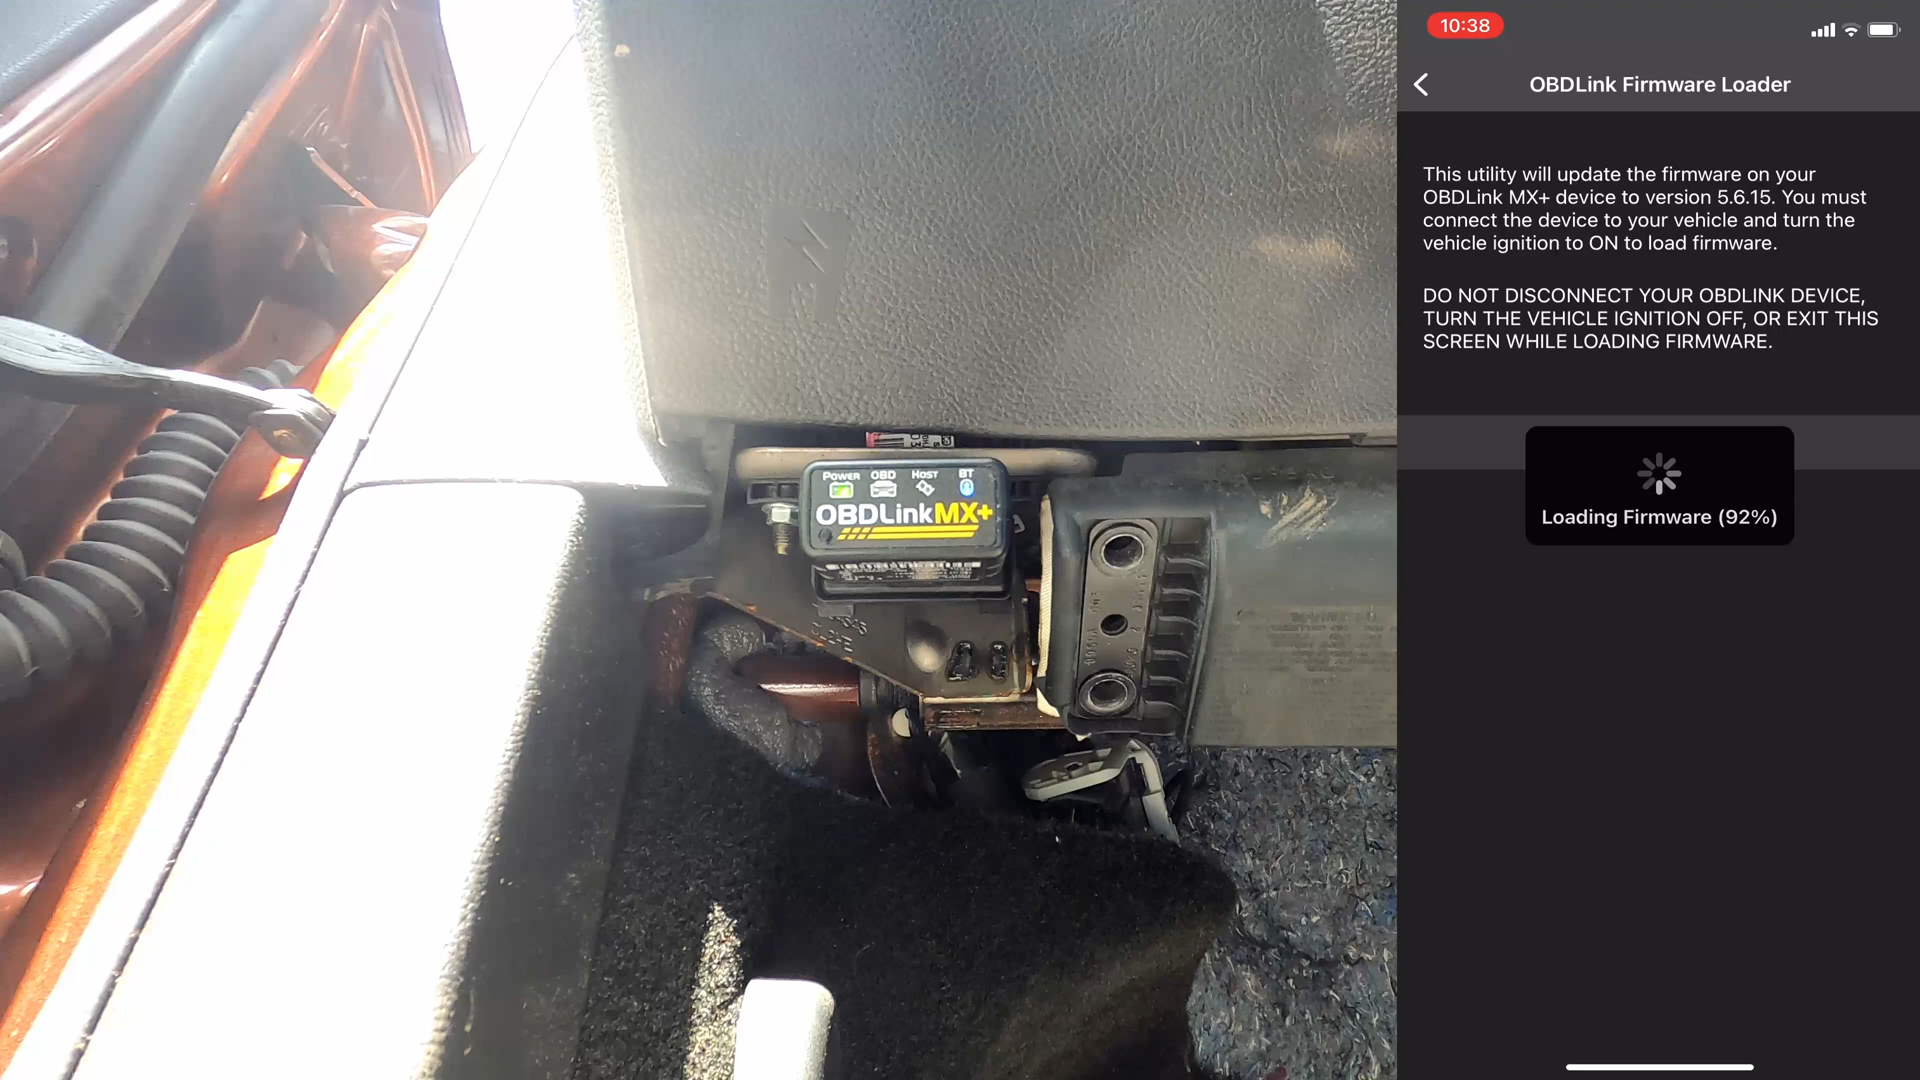 POWER OBD HOST BT
OBDLinkMX+
10:38
OBDLink Firmware Loader
This utility will update the firmware on your
OBDLink MX+ device to version 5.6.15. You must
connect the device to your vehicle and turn the
vehicle ignition to ON to load firmware.
DO NOT DISCONNECT YOUR OBDLINK DEVICE,
TURN THE VEHICLE IGNITION OFF, OR EXIT THIS
SCREEN WHILE LOADING FIRMWARE.
Loading Firmware (92%)